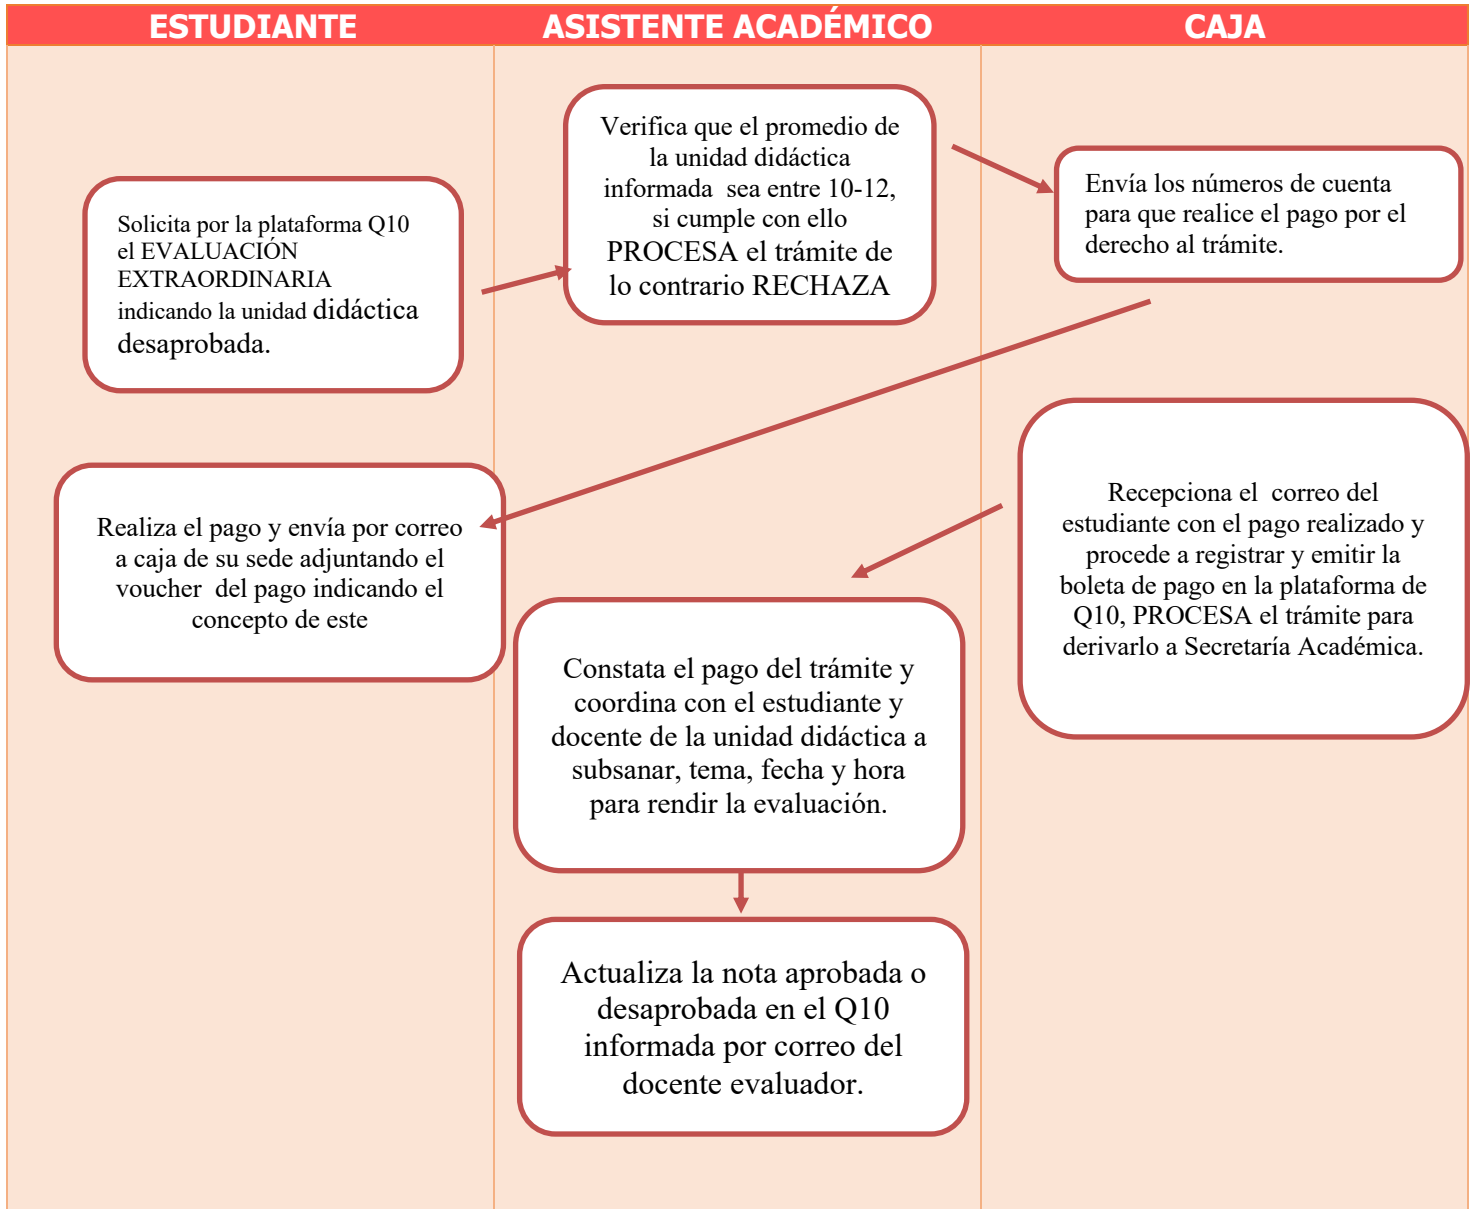 ESTUDIANTE
ASISTENTE ACADÉMICO
CAJA
Solicita por la plataforma Q10
el EVALUACIÓN
EXTRAORDINARIA
indicando la unidad didáctica
desaprobada.
Verifica que el promedio de
la unidad didáctica
informada  sea entre 10-12,
si cumple con ello
PROCESA el trámite de
lo contrario RECHAZA
Envía los números de cuenta
para que realice el pago por el
derecho al trámite.
Realiza el pago y envía por correo
a caja de su sede adjuntando el
voucher  del pago indicando el
concepto de este
Recepciona el  correo del
estudiante con el pago realizado y
procede a registrar y emitir la
boleta de pago en la plataforma de
Q10, PROCESA el trámite para
derivarlo a Secretaría Académica.
Constata el pago del trámite y
coordina con el estudiante y
docente de la unidad didáctica a
subsanar, tema, fecha y hora
para rendir la evaluación.
Actualiza la nota aprobada o
desaprobada en el Q10
informada por correo del
docente evaluador.